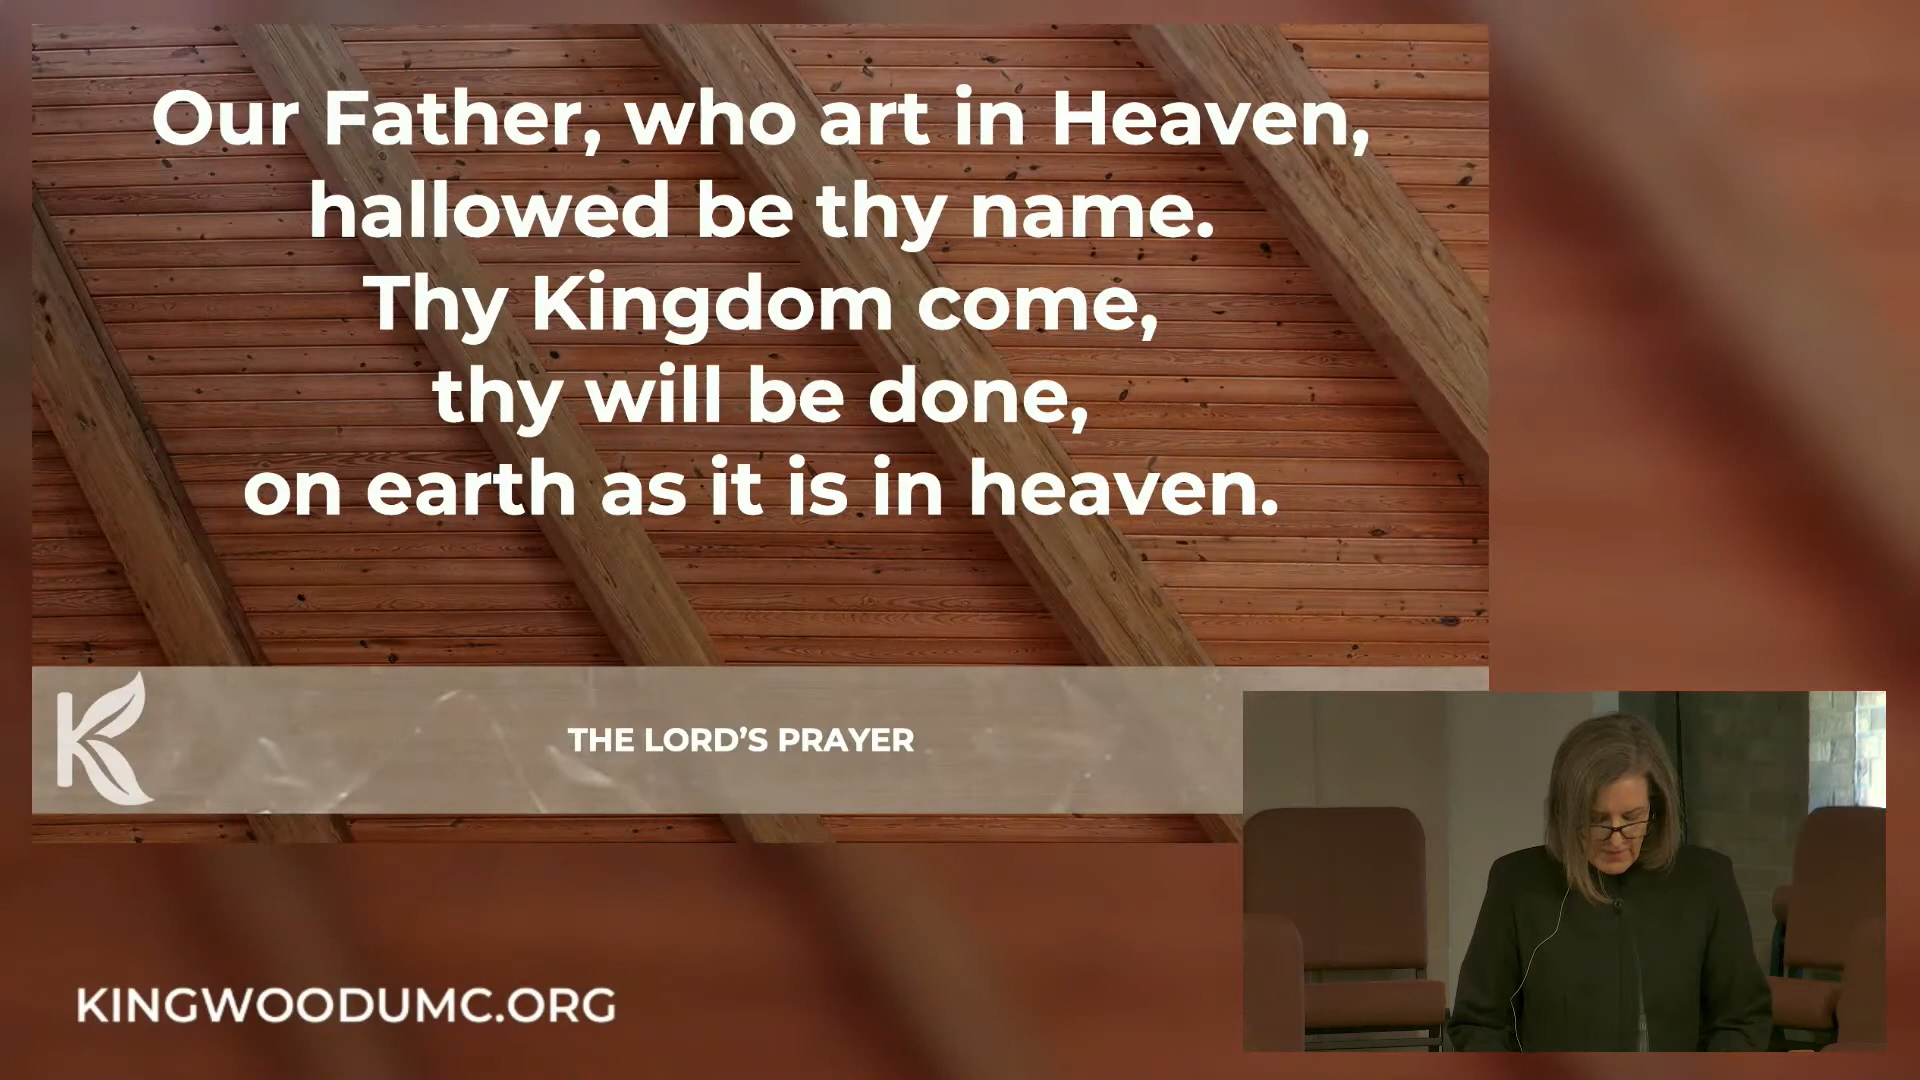 Our Father, who art in Heaven,
hallowed be thy name.
Thy Kingdom come,
thy will be done,
on earth as it is in heaven.
THE LORD’S PRAYER
KINGWOODUMC.ORG